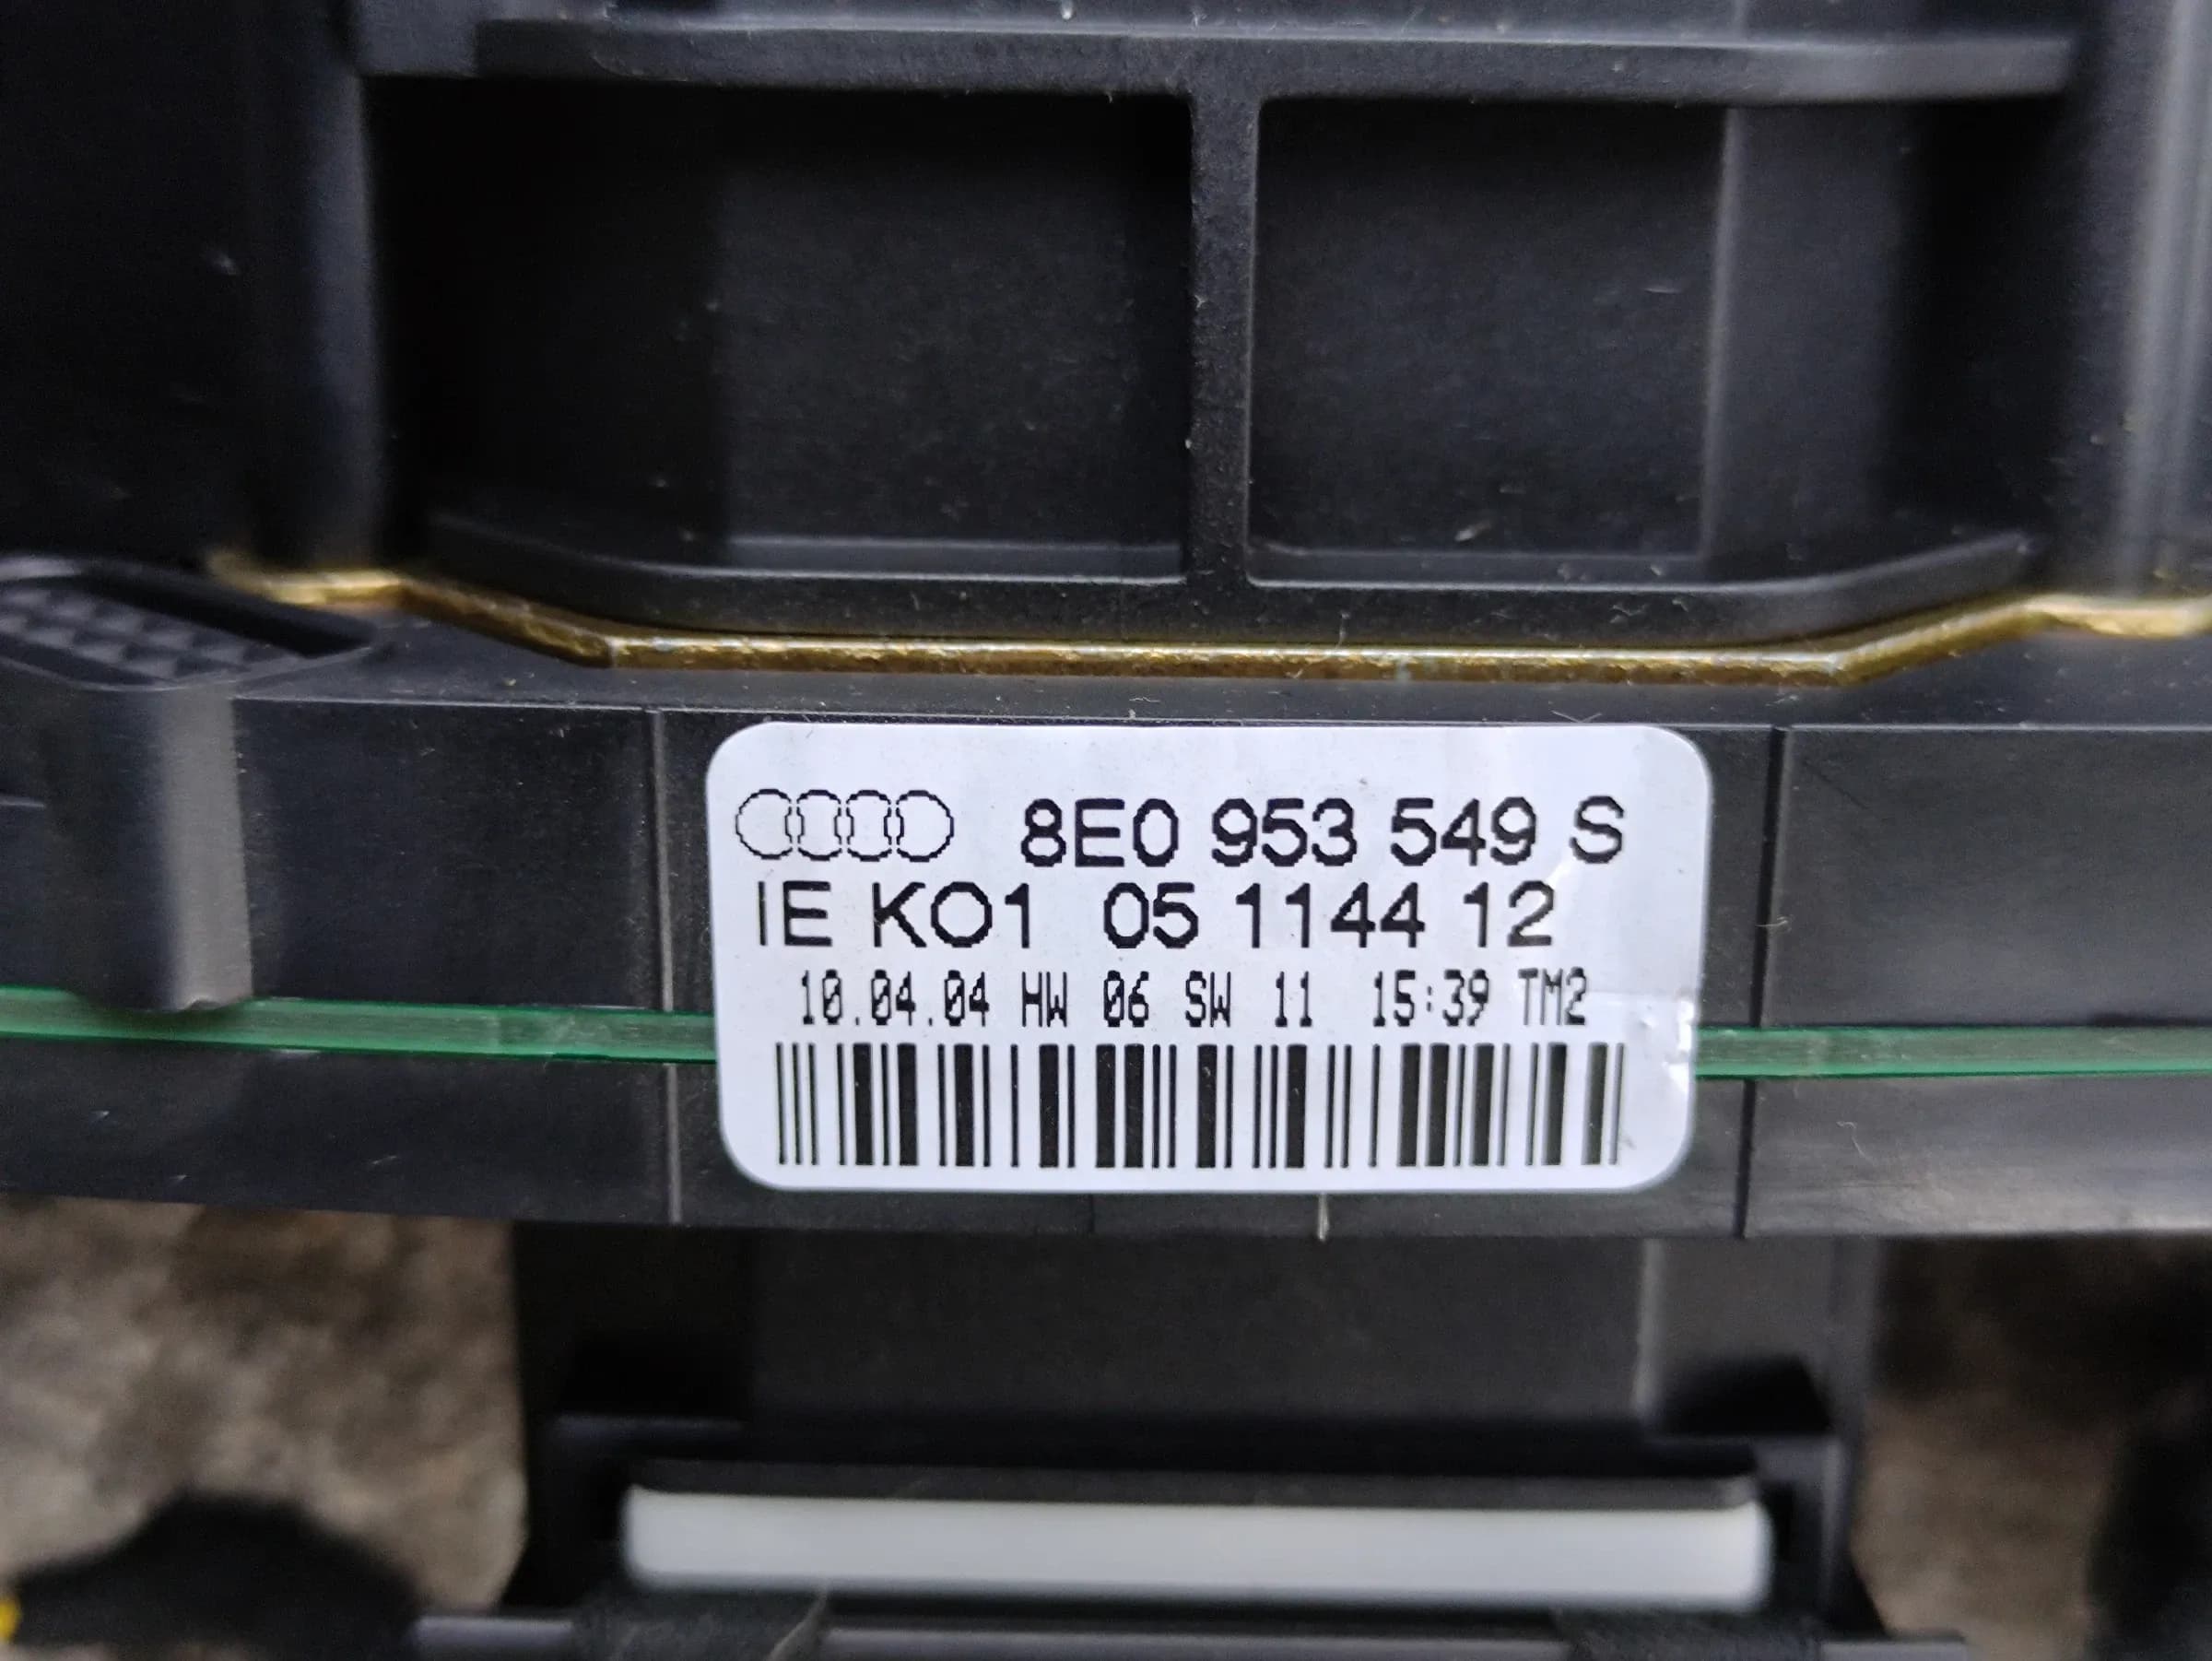 8E0 953 549 S
IE KO1 05 1144 12
10.04.04 HW 06 SW 11 15:39 TM2